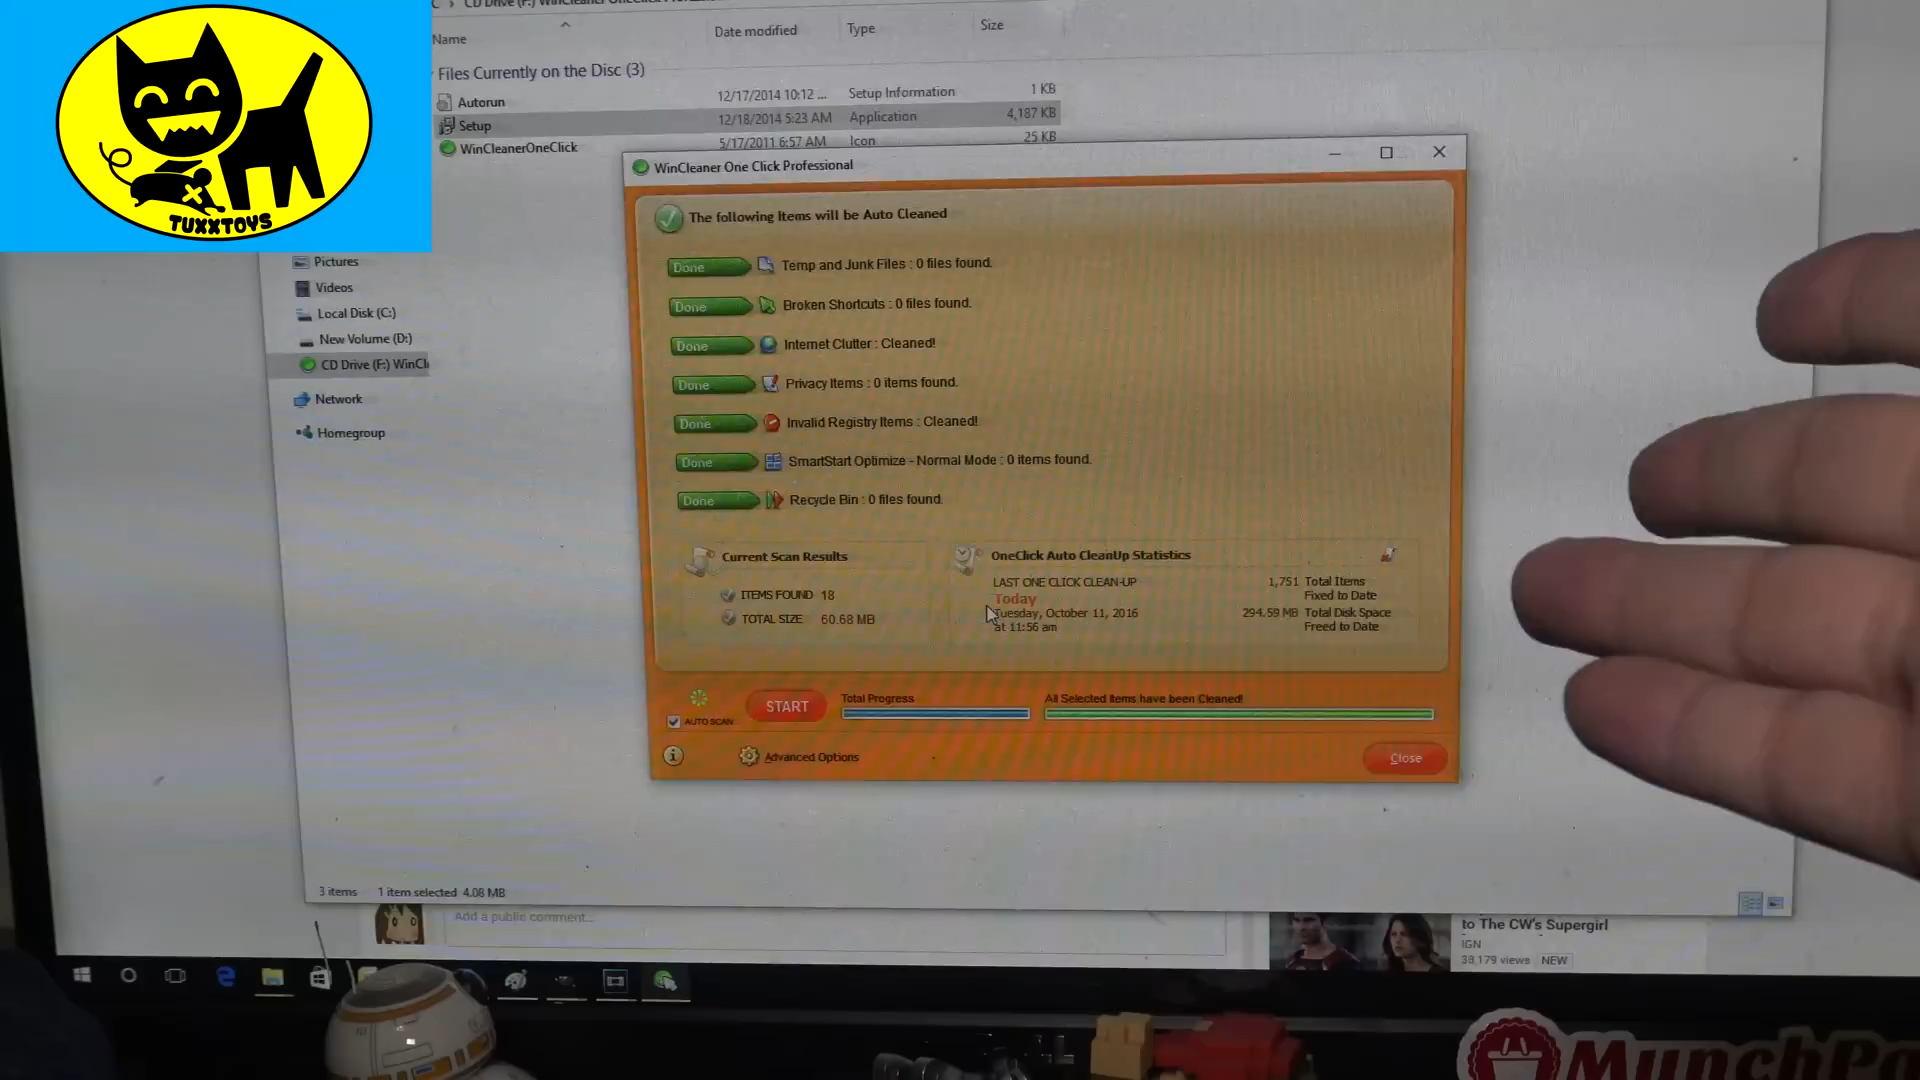 CD Drive (F:) WinCleaner OneClick
Name
Date modified
Type
Size
Files Currently on the Disc (3)
Autorun
12/17/2014 10:12 ...
Setup Information
1 KB
Setup
12/18/2014 5:23 AM
Application
4,187 KB
WinCleanerOneClick
5/17/2011 6:57 AM
Icon
25 KB
TUXXTOYS
Pictures
Videos
Local Disk (C:)
New Volume (D:)
CD Drive (F:) WinCl
Network
Homegroup
WinCleaner One Click Professional
The following Items will be Auto Cleaned
Done Temp and Junk Files : 0 files found.
Done Broken Shortcuts : 0 files found.
Done Internet Clutter : Cleaned!
Done Privacy Items : 0 items found.
Done Invalid Registry Items : Cleaned!
Done SmartStart Optimize - Normal Mode : 0 items found.
Done Recycle Bin : 0 files found.
Current Scan Results
ITEMS FOUND 18
TOTAL SIZE 60.68 MB
OneClick Auto CleanUp Statistics
LAST ONE CLICK CLEAN-UP
Today
Tuesday, October 11, 2016
at 11:56 am
1,751 Total Items
Fixed to Date
294.59 MB Total Disk Space
Freed to Date
AUTO SCAN
START
Total Progress
All Selected Items have been Cleaned!
Advanced Options
Close
3 items
1 item selected 4.08 MB
Add a public comment...
to The CW's Supergirl
IGN
38,179 views NEW
MunchPa